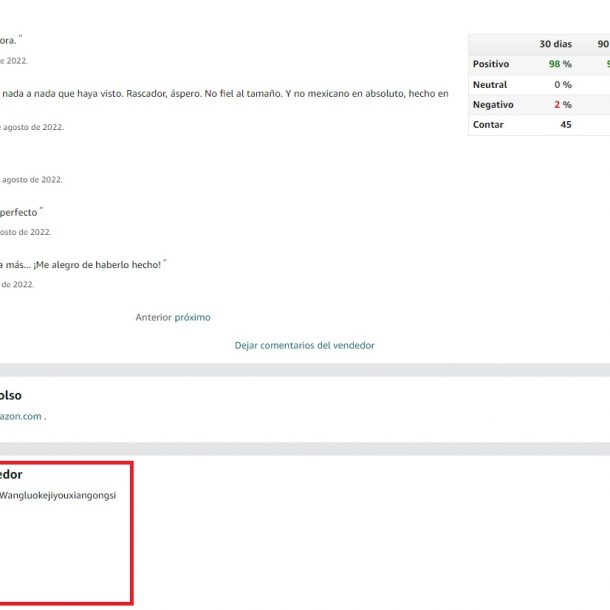 ora. "
e 2022.
nada a nada que haya visto. Rascador, áspero. No fiel al tamaño. Y no mexicano en absoluto, hecho en
agosto de 2022.
agosto de 2022.
perfecto "
osto de 2022.
a más... ¡Me alegro de haberlo hecho! "
de 2022.
Anterior próximo
Dejar comentarios del vendedor
30 dias 90
Positivo 98 % 9
Neutral 0 %
Negativo 2 %
Contar 45
olso
azon.com .
edor
Wangluokejiyouxiangongsi